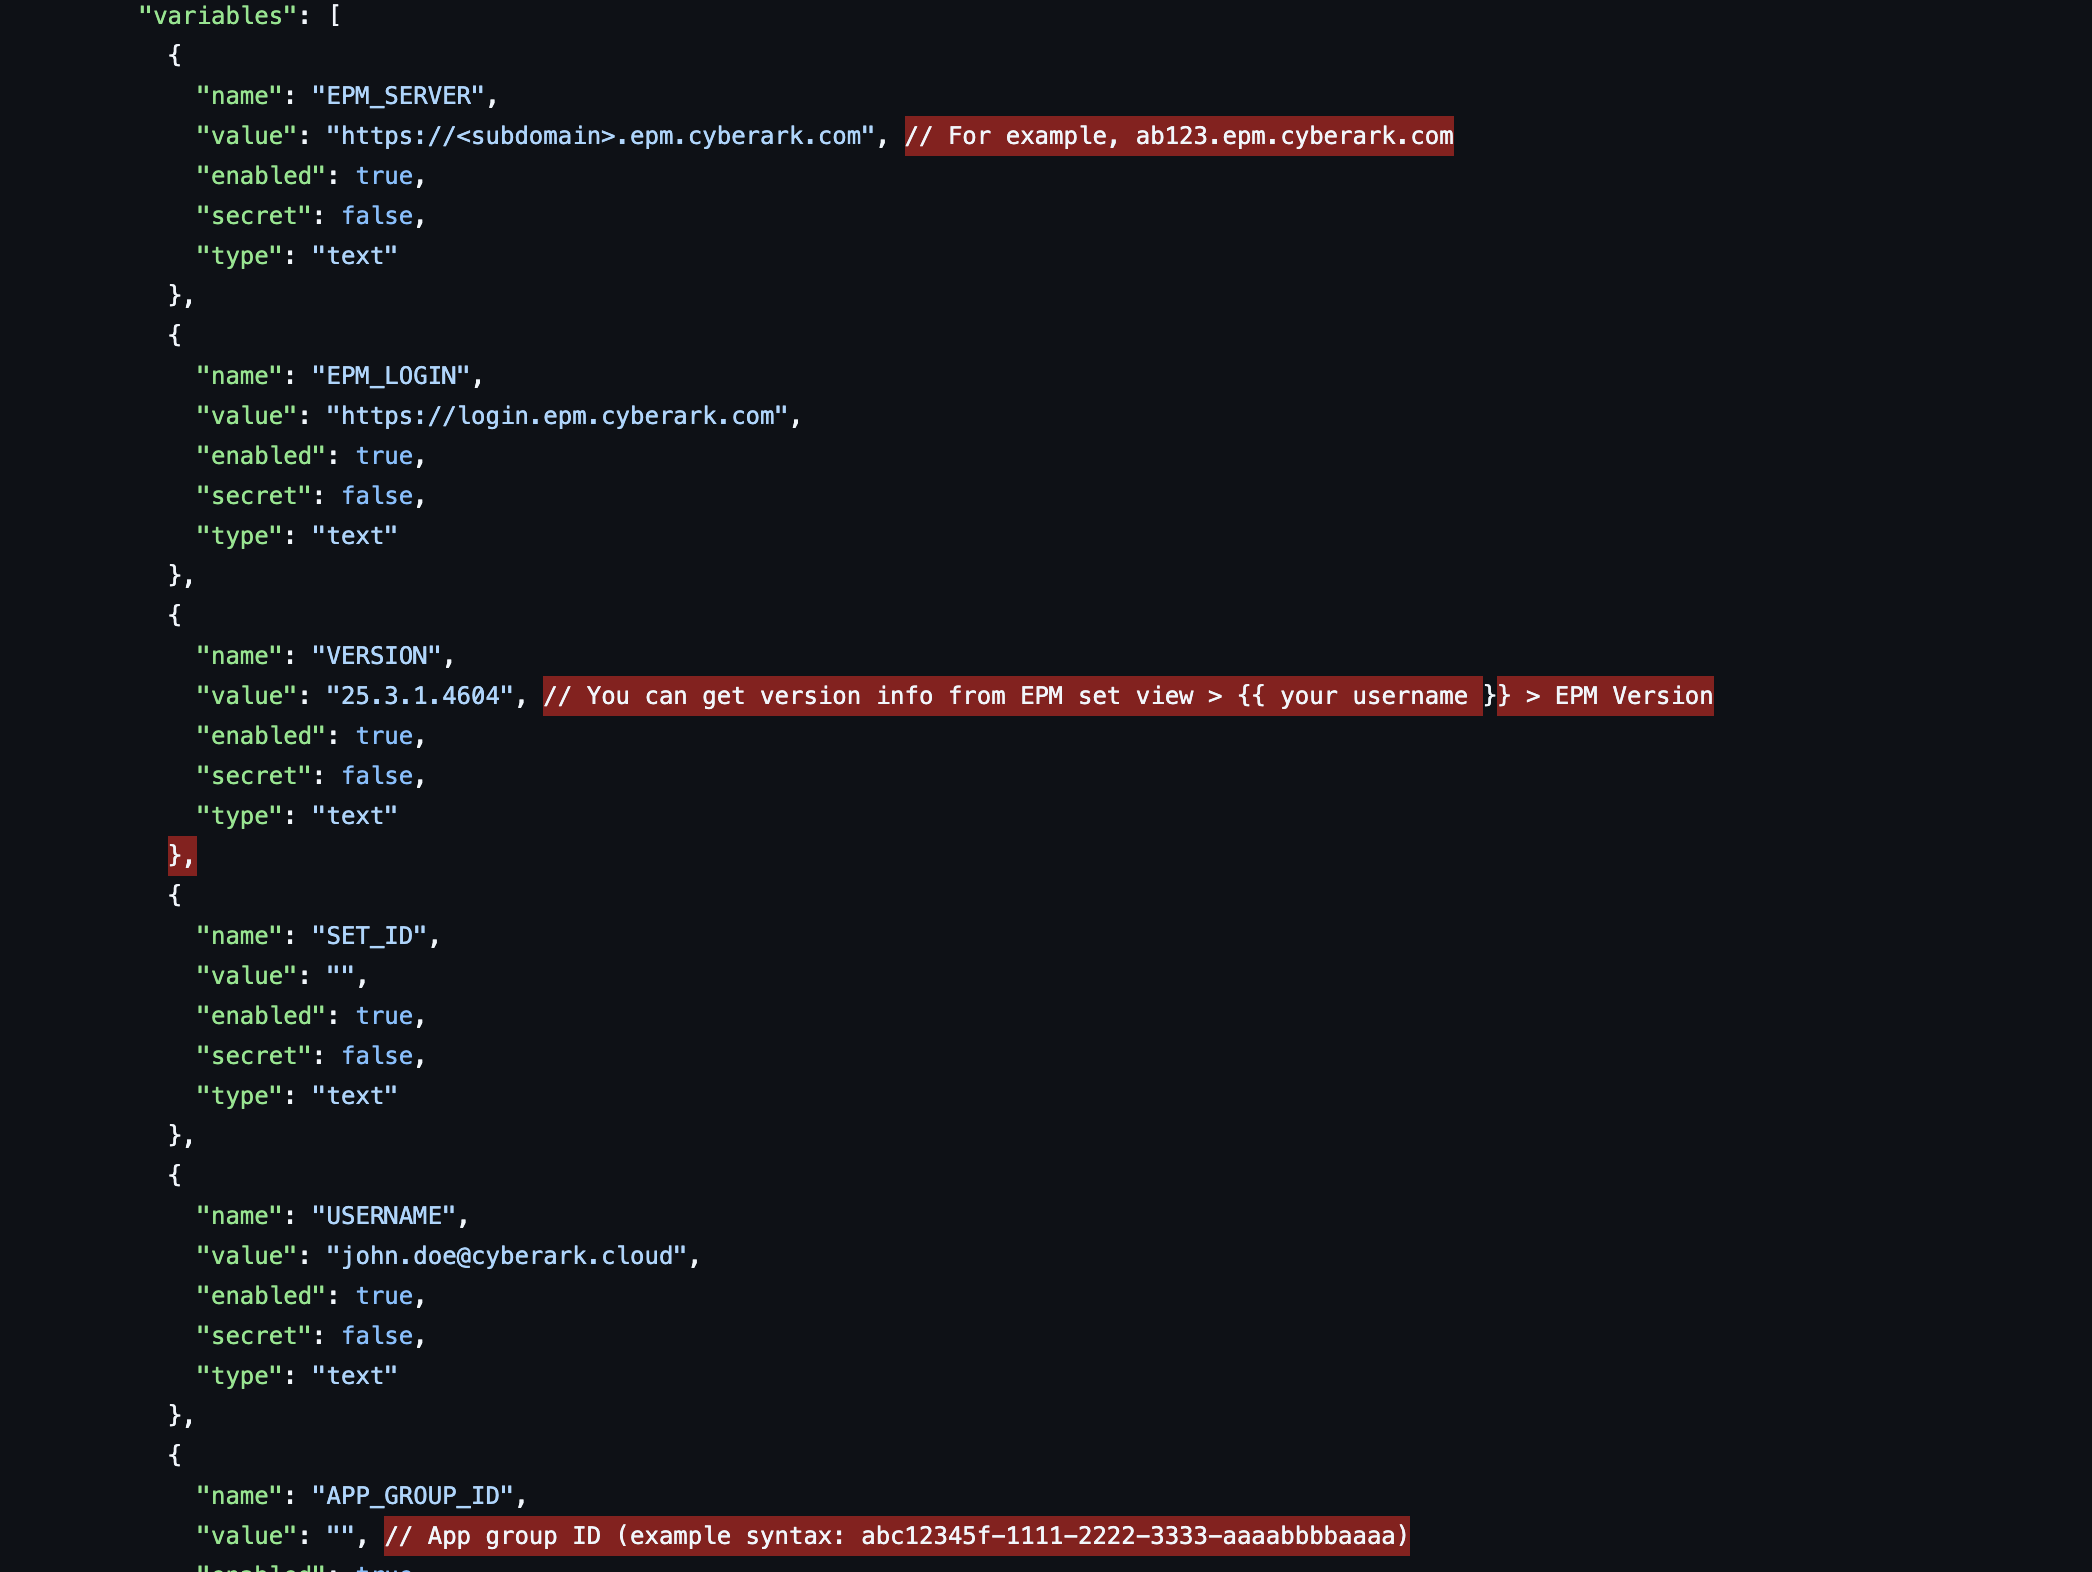 "variables": [
{
"name": "EPM_SERVER",
"value": "https://<subdomain>.epm.cyberark.com", // For example, ab123.epm.cyberark.com
"enabled": true,
"secret": false,
"type": "text"
},
{
"name": "EPM_LOGIN",
"value": "https://login.epm.cyberark.com",
"enabled": true,
"secret": false,
"type": "text"
},
{
"name": "VERSION",
"value": "25.3.1.4604", // You can get version info from EPM set view > {{ your username }} > EPM Version
"enabled": true,
"secret": false,
"type": "text"
},
{
"name": "SET_ID",
"value": "",
"enabled": true,
"secret": false,
"type": "text"
},
{
"name": "USERNAME",
"value": "john.doe@cyberark.cloud",
"enabled": true,
"secret": false,
"type": "text"
},
{
"name": "APP_GROUP_ID",
"value": "", // App group ID (example syntax: abc12345f-1111-2222-3333-aaaabbbbaaaa)